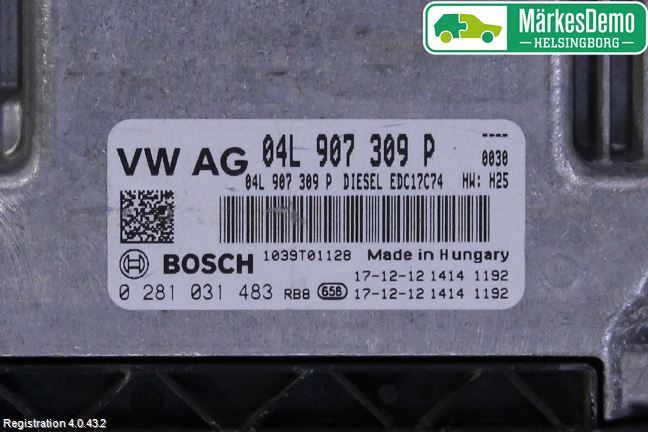 MärkesDemo
HELSINGBORG
VW AG 04L 907 309 P ----
0030
04L 907 309 P DIESEL EDC17C74 HW: H25
1039T01128 Made in Hungary
BOSCH 17-12-12 1414 1192
0 281 031 483 RB8 658 17-12-12 1414 1192
Registration 4.0.43.2